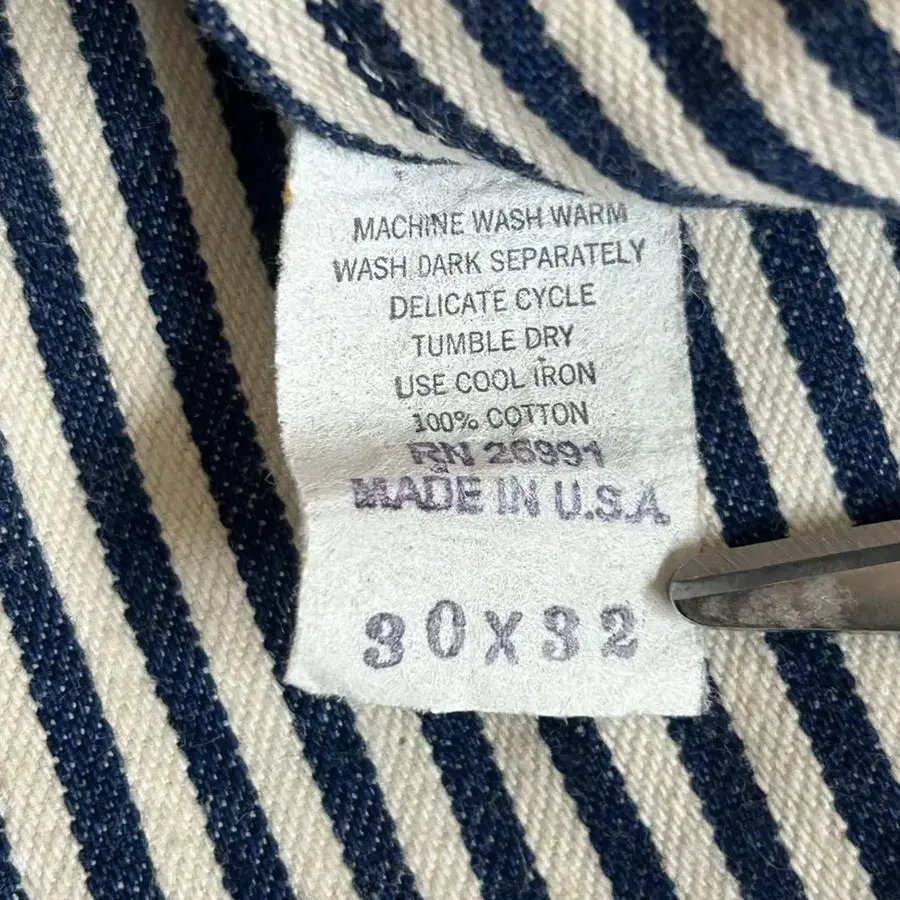 MACHINE WASH WARM
WASH DARK SEPARATELY
DELICATE CYCLE
TUMBLE DRY
USE COOL IRON
100% COTTON
RN 26991
MADE IN U.S.A.
30X32